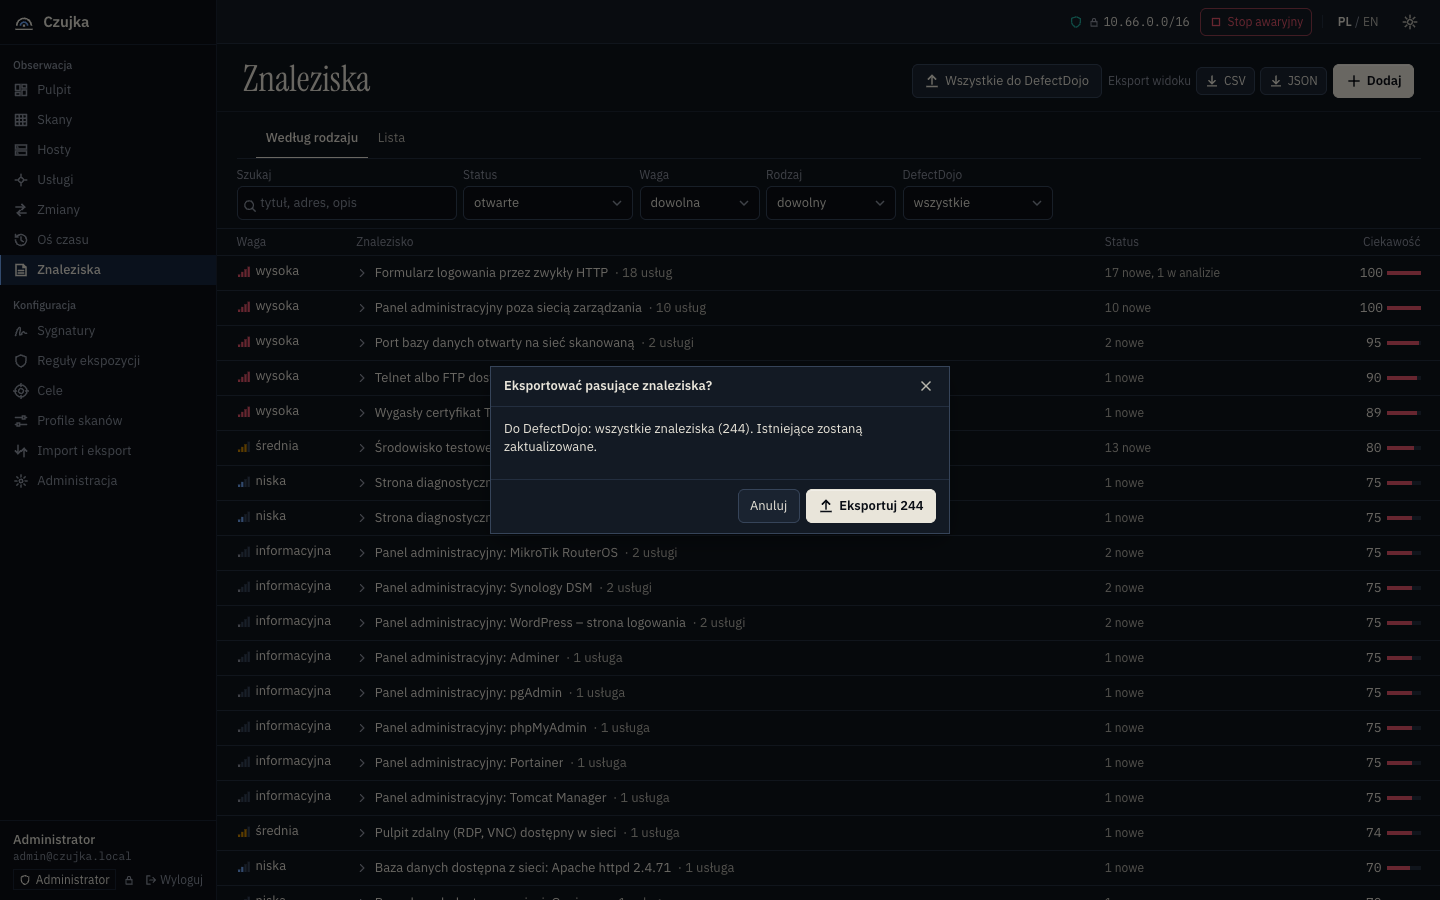 Czujka
10.66.0.0/16
Stop awaryjny
PL / EN
Obserwacja
Pulpit
Skany
Hosty
Usługi
Zmiany
Oś czasu
Znaleziska
Konfiguracja
Sygnatury
Reguły ekspozycji
Cele
Profile skanów
Import i eksport
Administracja
Administrator
admin@czujka.local
Administrator
Wyloguj
Znaleziska
Wszystkie do DefectDojo
Eksport widoku
CSV
JSON
Dodaj
Według rodzaju
Lista
Szukaj Status Waga Rodzaj DefectDojo
tytuł, adres, opis otwarte dowolna dowolny wszystkie
Waga Znalezisko Status Ciekawość
wysoka Formularz logowania przez zwykły HTTP · 18 usług 17 nowe, 1 w analizie 100
wysoka Panel administracyjny poza siecią zarządzania · 10 usług 10 nowe 100
wysoka Port bazy danych otwarty na sieć skanowaną · 2 usługi 2 nowe 95
wysoka Telnet albo FTP dos 1 nowe 90
wysoka Wygasły certyfikat T 1 nowe 89
średnia Środowisko testowe 13 nowe 80
niska Strona diagnostyczn 1 nowe 75
niska Strona diagnostyczn 1 nowe 75
informacyjna Panel administracyjny: MikroTik RouterOS · 2 usługi 2 nowe 75
informacyjna Panel administracyjny: Synology DSM · 2 usługi 2 nowe 75
informacyjna Panel administracyjny: WordPress – strona logowania · 2 usługi 2 nowe 75
informacyjna Panel administracyjny: Adminer · 1 usługa 1 nowe 75
informacyjna Panel administracyjny: pgAdmin · 1 usługa 1 nowe 75
informacyjna Panel administracyjny: phpMyAdmin · 1 usługa 1 nowe 75
informacyjna Panel administracyjny: Portainer · 1 usługa 1 nowe 75
informacyjna Panel administracyjny: Tomcat Manager · 1 usługa 1 nowe 75
średnia Pulpit zdalny (RDP, VNC) dostępny w sieci · 1 usługa 1 nowe 74
niska Baza danych dostępna z sieci: Apache httpd 2.4.71 · 1 usługa 1 nowe 70
Eksportować pasujące znaleziska?
Do DefectDojo: wszystkie znaleziska (244). Istniejące zostaną
zaktualizowane.
Anuluj
Eksportuj 244